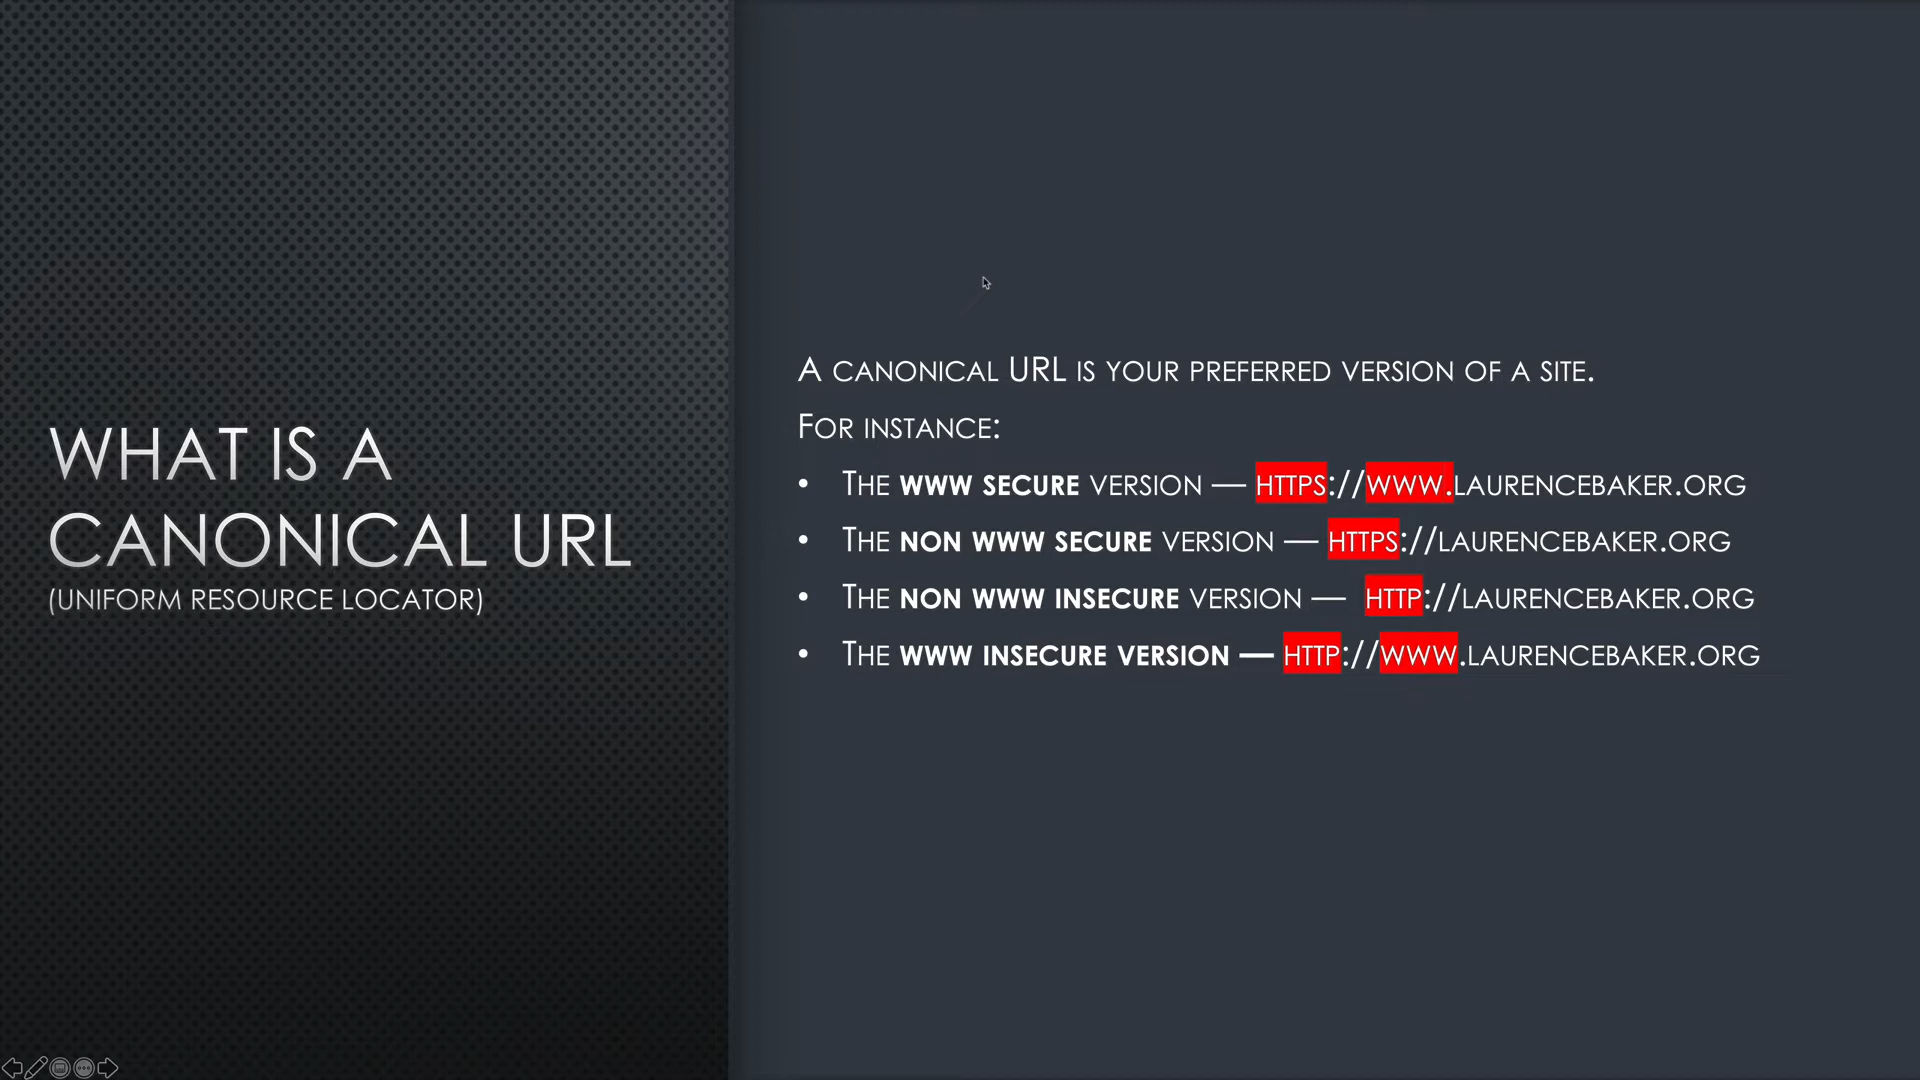 WHAT IS A
CANONICAL URL
(UNIFORM RESOURCE LOCATOR)
A CANONICAL URL IS YOUR PREFERRED VERSION OF A SITE.
FOR INSTANCE:
• THE WWW SECURE VERSION — HTTPS://WWW.LAURENCEBAKER.ORG
• THE NON WWW SECURE VERSION — HTTPS://LAURENCEBAKER.ORG
• THE NON WWW INSECURE VERSION — HTTP://LAURENCEBAKER.ORG
• THE WWW INSECURE VERSION — HTTP://WWW.LAURENCEBAKER.ORG